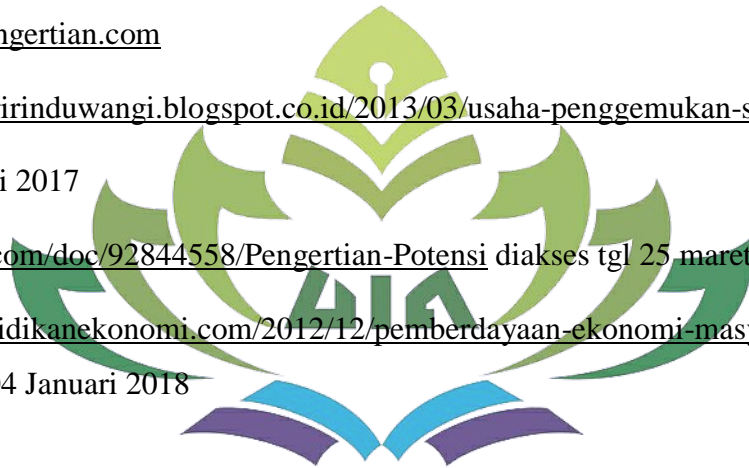 ngertian.com
irinduwangi.blogspot.co.id/2013/03/usaha-penggemukan-s
i 2017
com/doc/92844558/Pengertian-Potensi diakses tgl 25 maret
idikanekonomi.com/2012/12/pemberdayaan-ekonomi-mas
4 Januari 2018
UIN